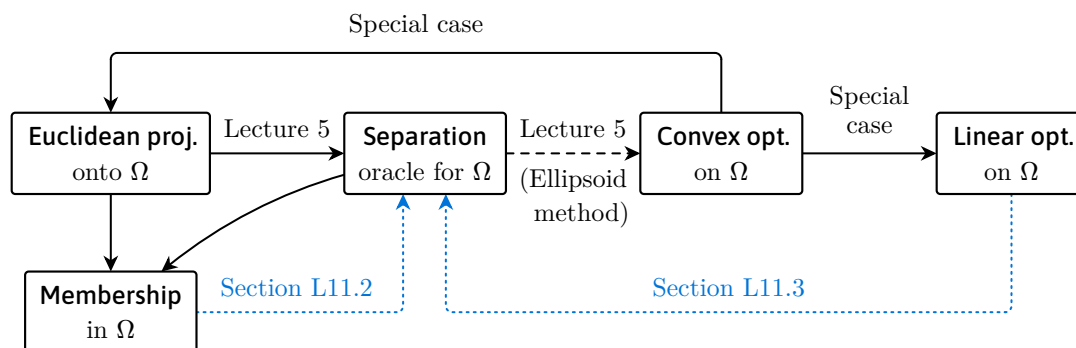 Special case
Euclidean proj.
onto Ω
Lecture 5
Separation
oracle for Ω
Lecture 5
(Ellipsoid
method)
Convex opt.
on Ω
Special
case
Linear opt.
on Ω
Membership
in Ω
Section L11.2
Section L11.3